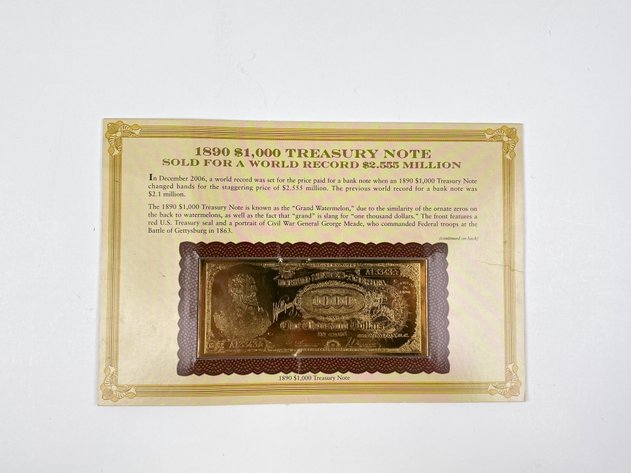 1890 $1,000 TREASURY NOTE
SOLD FOR A WORLD RECORD $2.555 MILLION
In December 2006, a world record was set for the price paid for a bank note when an 1890 $1,000 Treasury Note
changed hands for the staggering price of $2.555 million. The previous world record for a bank note was
$2.1 million.
The 1890 $1,000 Treasury Note is known as the "Grand Watermelon," due to the similarity of the ornate zeros on
the back to watermelons, as well as the fact that "grand" is slang for "one thousand dollars." The front features a
red U.S. Treasury seal and a portrait of Civil War General George Meade, who commanded Federal troops at the
Battle of Gettysburg in 1863.
(continued on back)
1000
One Thousand Dollars
1890 $1,000 Treasury Note